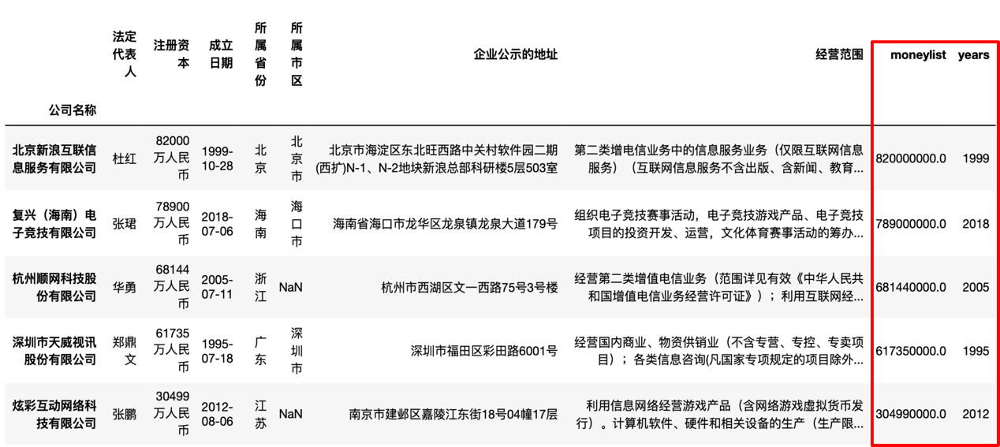 法定代表人 注册资本 成立日期 所属省份 所属市区 企业公示的地址 经营范围 moneylist years
公司名称
北京新浪互联信息服务有限公司 杜红 82000万人民币 1999-10-28 北京 北京市 北京市海淀区东北旺西路中关村软件园二期(西扩)N-1、N-2地块新浪总部科研楼5层503室 第二类增电信业务中的信息服务业务（仅限互联网信息服务）（互联网信息服务不含出版、含新闻、教育... 820000000.0 1999
复兴（海南）电子竞技有限公司 张珺 78900万人民币 2018-07-06 海南 海口市 海南省海口市龙华区龙泉镇龙泉大道179号 组织电子竞技赛事活动，电子竞技游戏产品、电子竞技项目的投资开发、运营，文化体育赛事活动的筹办... 789000000.0 2018
杭州顺网科技股份有限公司 华勇 68144万人民币 2005-07-11 浙江 NaN 杭州市西湖区文一西路75号3号楼 经营第二类增值电信业务（范围详见有效《中华人民共和国增值电信业务经营许可证》）；利用互联网经... 681440000.0 2005
深圳市天威视讯股份有限公司 郑鼎文 61735万人民币 1995-07-18 广东 深圳市 深圳市福田区彩田路6001号 经营国内商业、物资供销业（不含专营、专控、专卖项目）；各类信息咨询(凡国家专项规定的项目除外... 617350000.0 1995
炫彩互动网络科技有限公司 张鹏 30499万人民币 2012-08-06 江苏 NaN 南京市建邺区嘉陵江东街18号04幢17层 利用信息网络经营游戏产品（含网络游戏虚拟货币发行）。计算机软件、硬件和相关设备的生产（生产限... 304990000.0 2012